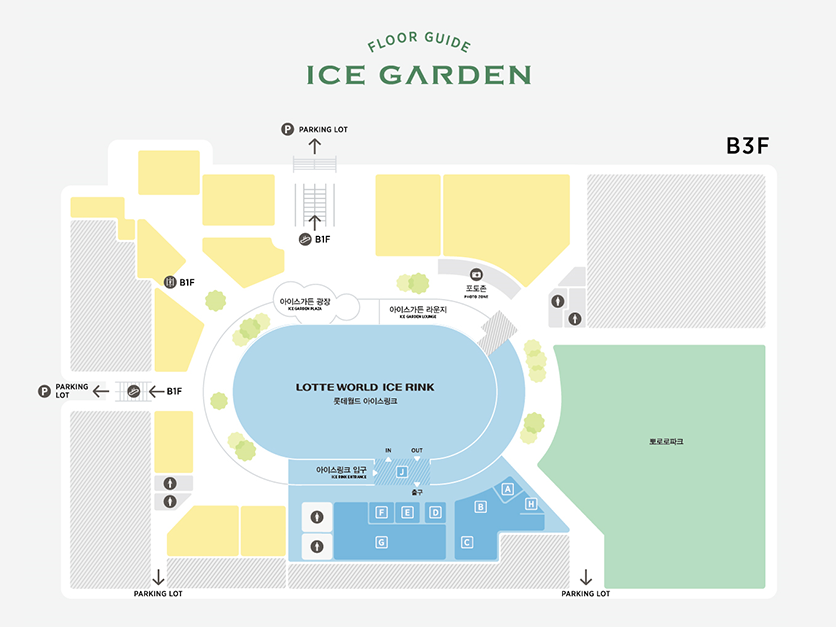 FLOOR GUIDE
ICE GARDEN
P PARKING LOT
B3F
B1F
B1F
포토존
PHOTO ZONE
아이스가든 광장
ICE GARDEN PLAZA
아이스가든 라운지
ICE GARDEN LOUNGE
P PARKING
LOT
B1F
LOTTE WORLD ICE RINK
롯데월드 아이스링크
뽀로로파크
IN OUT
아이스링크 입구
ICE RINK ENTRANCE
J
출구
A
B
H
F E D
G
C
PARKING LOT
PARKING LOT